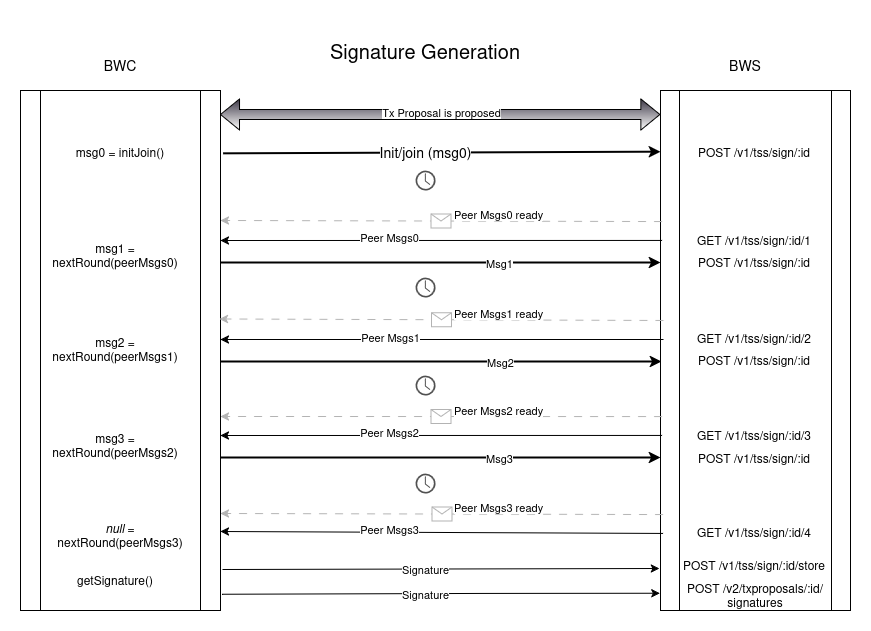 Signature Generation
BWC
BWS
Tx Proposal is proposed
msg0 = initJoin()
Init/join (msg0)
POST /v1/tss/sign/:id
Peer Msgs0 ready
Peer Msgs0
GET /v1/tss/sign/:id/1
msg1 =
nextRound(peerMsgs0)
Msg1
POST /v1/tss/sign/:id
Peer Msgs1 ready
Peer Msgs1
GET /v1/tss/sign/:id/2
msg2 =
nextRound(peerMsgs1)
Msg2
POST /v1/tss/sign/:id
Peer Msgs2 ready
Peer Msgs2
GET /v1/tss/sign/:id/3
msg3 =
nextRound(peerMsgs2)
Msg3
POST /v1/tss/sign/:id
Peer Msgs3 ready
Peer Msgs3
GET /v1/tss/sign/:id/4
null =
nextRound(peerMsgs3)
getSignature()
Signature
POST /v1/tss/sign/:id/store
Signature
POST /v2/txproposals/:id/
signatures